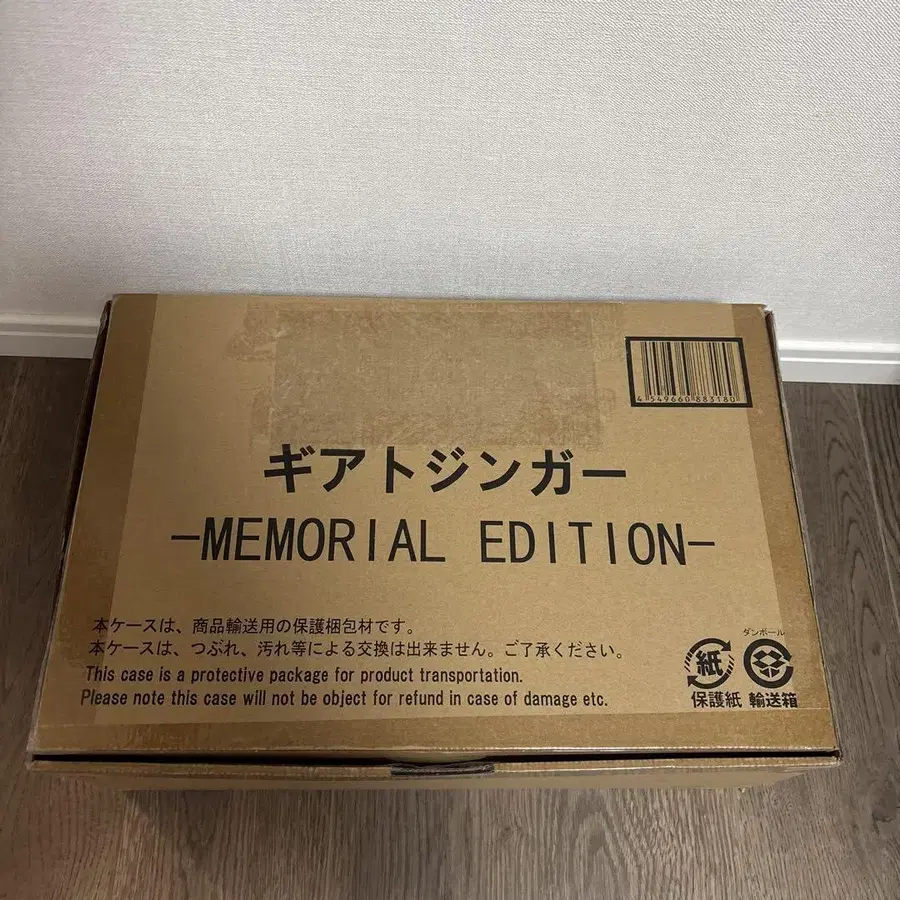 4 549660 883180
ギアトジンガー
-MEMORIAL EDITION-
本ケースは、商品輸送用の保護梱包材です。
本ケースは、つぶれ、汚れ等による交換は出来ません。ご了承ください。
This case is a protective package for product transportation.
Please note this case will not be object for refund in case of damage etc.
紙
保護紙
ダンボール
輸送箱